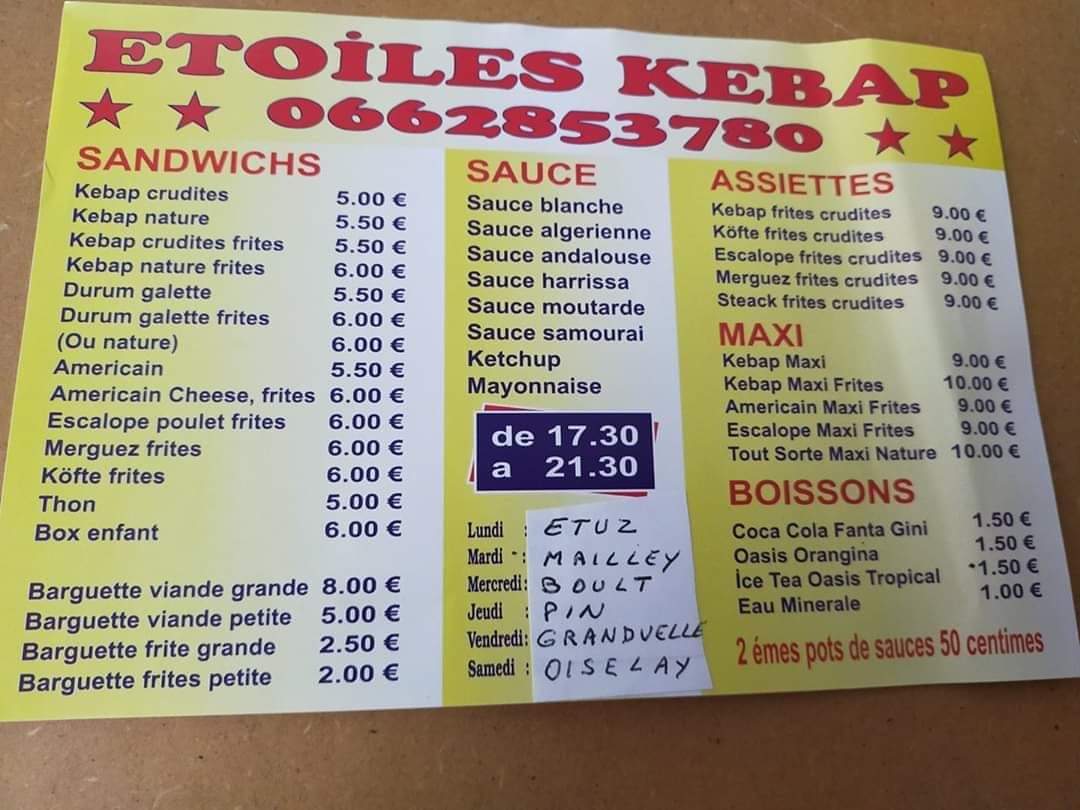 ETOİLES KEBAP
0662853780
SANDWICHS
Kebap crudites 5.00 €
Kebap nature 5.50 €
Kebap crudites frites 5.50 €
Kebap nature frites 6.00 €
Durum galette 5.50 €
Durum galette frites 6.00 €
(Ou nature) 6.00 €
Americain 5.50 €
Americain Cheese, frites 6.00 €
Escalope poulet frites 6.00 €
Merguez frites 6.00 €
Köfte frites 6.00 €
Thon 5.00 €
Box enfant 6.00 €
Barguette viande grande 8.00 €
Barguette viande petite 5.00 €
Barguette frite grande 2.50 €
Barguette frites petite 2.00 €
SAUCE
Sauce blanche
Sauce algerienne
Sauce andalouse
Sauce harrissa
Sauce moutarde
Sauce samourai
Ketchup
Mayonnaise
de 17.30
a 21.30
Lundi : ETUZ
Mardi : MAILLEY
Mercredi: BOULT
Jeudi : PIN
Vendredi: GRANDVELLE
Samedi : OISELAY
ASSIETTES
Kebap frites crudites 9.00 €
Köfte frites crudites 9.00 €
Escalope frites crudites 9.00 €
Merguez frites crudites 9.00 €
Steack frites crudites 9.00 €
MAXI
Kebap Maxi 9.00 €
Kebap Maxi Frites 10.00 €
Americain Maxi Frites 9.00 €
Escalope Maxi Frites 9.00 €
Tout Sorte Maxi Nature 10.00 €
BOISSONS
Coca Cola Fanta Gini 1.50 €
Oasis Orangina 1.50 €
İce Tea Oasis Tropical 1.50 €
Eau Minerale 1.00 €
2 émes pots de sauces 50 centimes